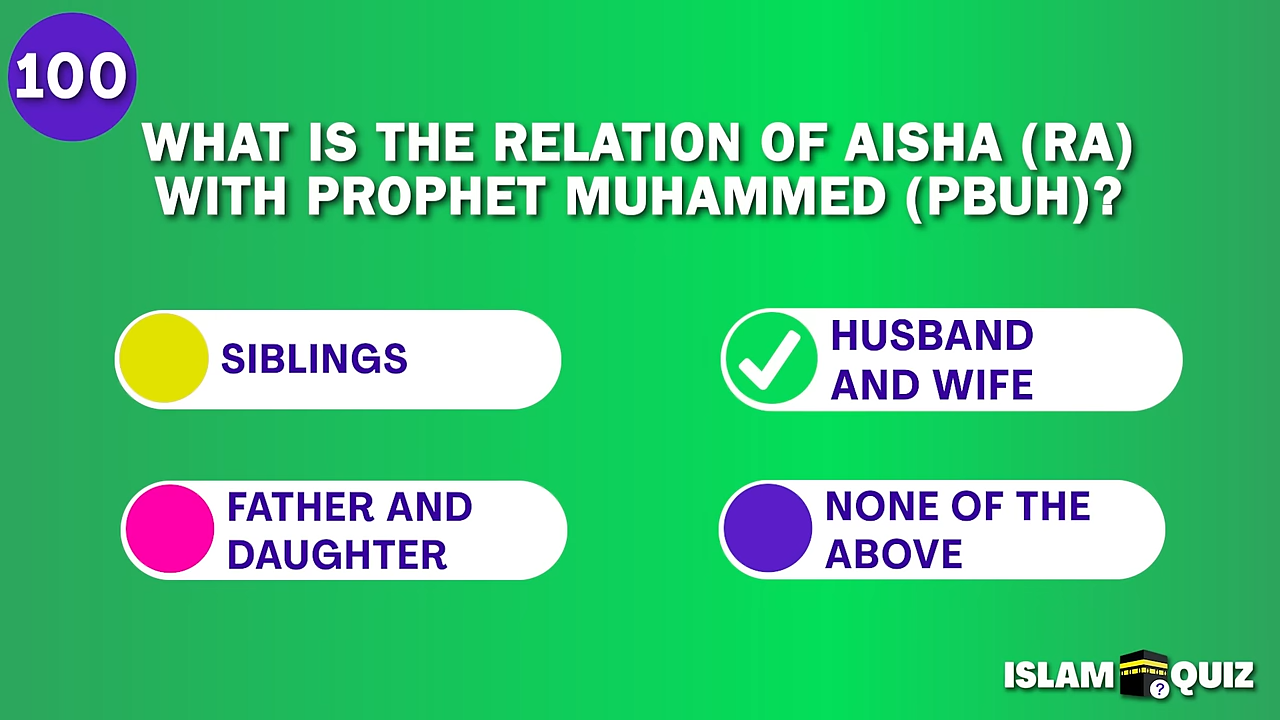 100
WHAT IS THE RELATION OF AISHA (RA)
WITH PROPHET MUHAMMED (PBUH)?
SIBLINGS
HUSBAND
AND WIFE
FATHER AND
DAUGHTER
NONE OF THE
ABOVE
ISLAM ? QUIZ